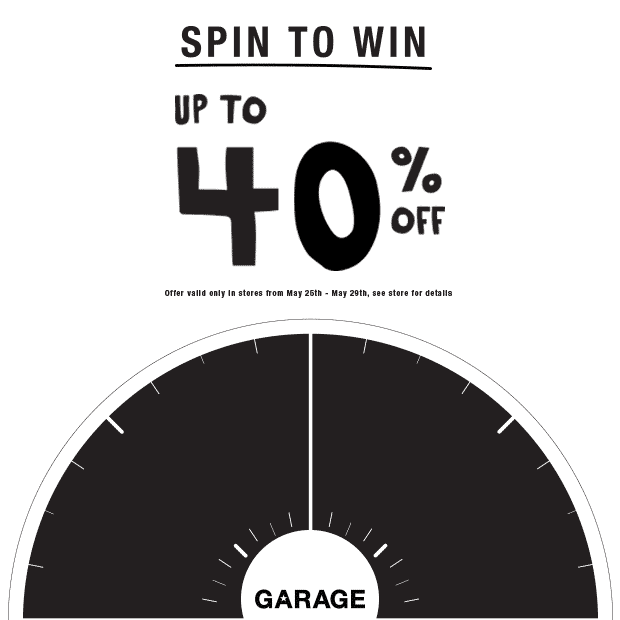 SPIN TO WIN
UP TO
40% OFF
Offer valid only in stores from May 25th - May 29th, see store for details
GARAGE